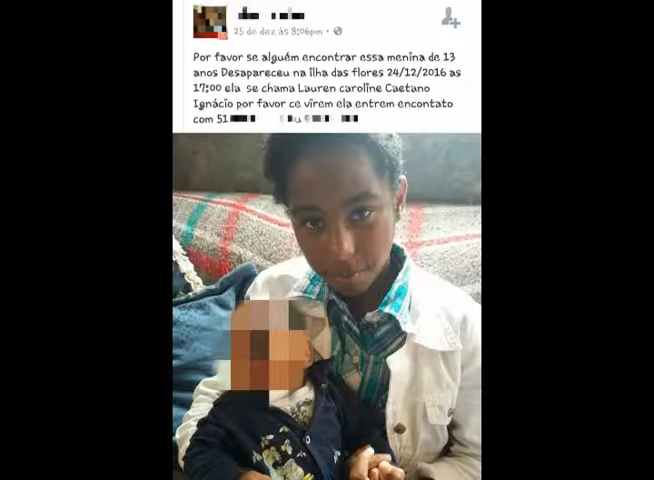 25 de dez às 8:06pm •
Por favor se alguém encontrar essa menina de 13
anos Desapareceu na ilha das flores 24/12/2016 as
17:00 ela se chama Lauren caroline Caetano
Ignácio por favor ce virem ela entrem encontato
com 51